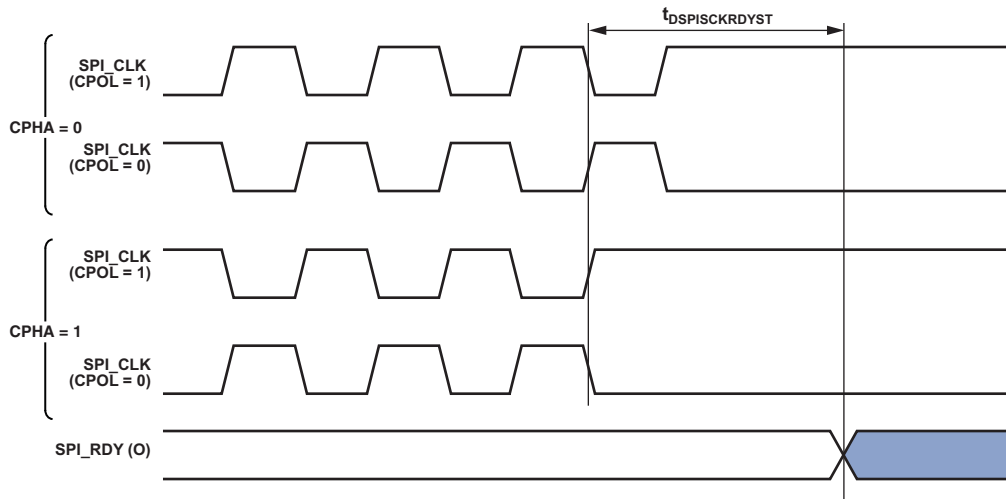 tDSPISCKRDYST
SPI_CLK
(CPOL = 1)
CPHA = 0
SPI_CLK
(CPOL = 0)
SPI_CLK
(CPOL = 1)
CPHA = 1
SPI_CLK
(CPOL = 0)
SPI_RDY (O)